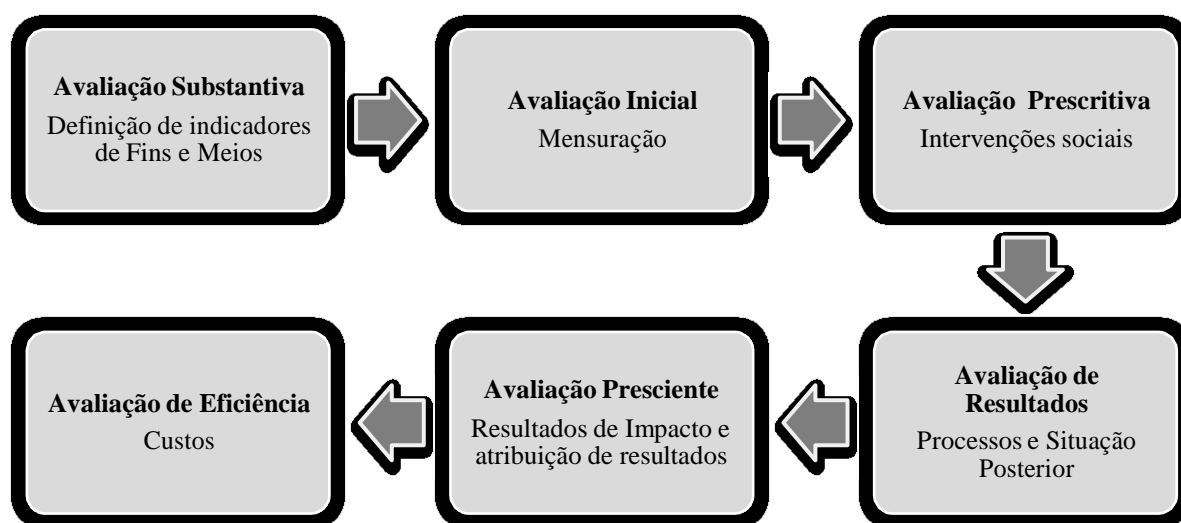 Avaliação Substantiva
Definição de indicadores
de Fins e Meios
Avaliação Inicial
Mensuração
Avaliação Prescritiva
Intervenções sociais
Avaliação de
Resultados
Processos e Situação
Posterior
Avaliação Presciente
Resultados de Impacto e
atribuição de resultados
Avaliação de Eficiência
Custos